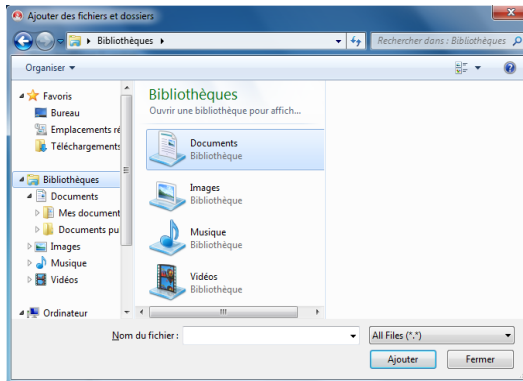 Ajouter des fichiers et dossiers
Bibliothèques
Rechercher dans : Bibliothèques
Organiser
Favoris
Bureau
Emplacements ré
Téléchargements
Bibliothèques
Documents
Mes document
Documents pu
Images
Musique
Vidéos
Ordinateur
Bibliothèques
Ouvrir une bibliothèque pour affich...
Documents
Bibliothèque
Images
Bibliothèque
Musique
Bibliothèque
Vidéos
Bibliothèque
Nom du fichier :
All Files (*.*)
Ajouter
Fermer